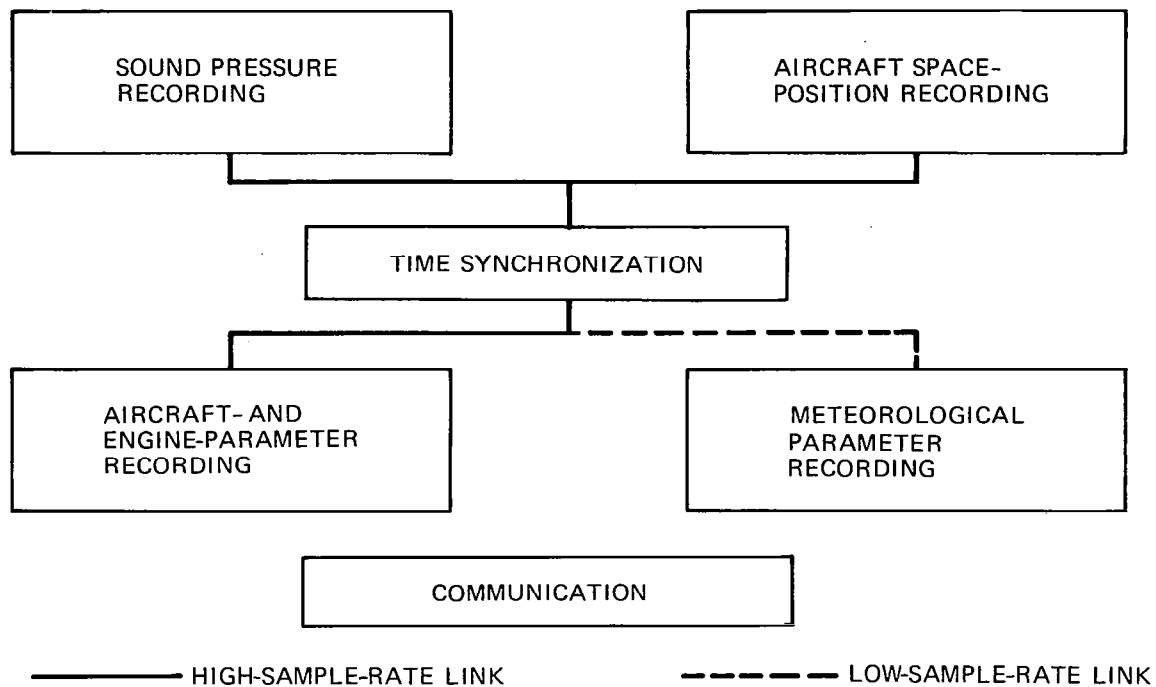 SOUND PRESSURE
RECORDING
AIRCRAFT SPACE-
POSITION RECORDING
TIME SYNCHRONIZATION
AIRCRAFT- AND
ENGINE-PARAMETER
RECORDING
METEOROLOGICAL
PARAMETER
RECORDING
COMMUNICATION
HIGH-SAMPLE-RATE LINK
LOW-SAMPLE-RATE LINK